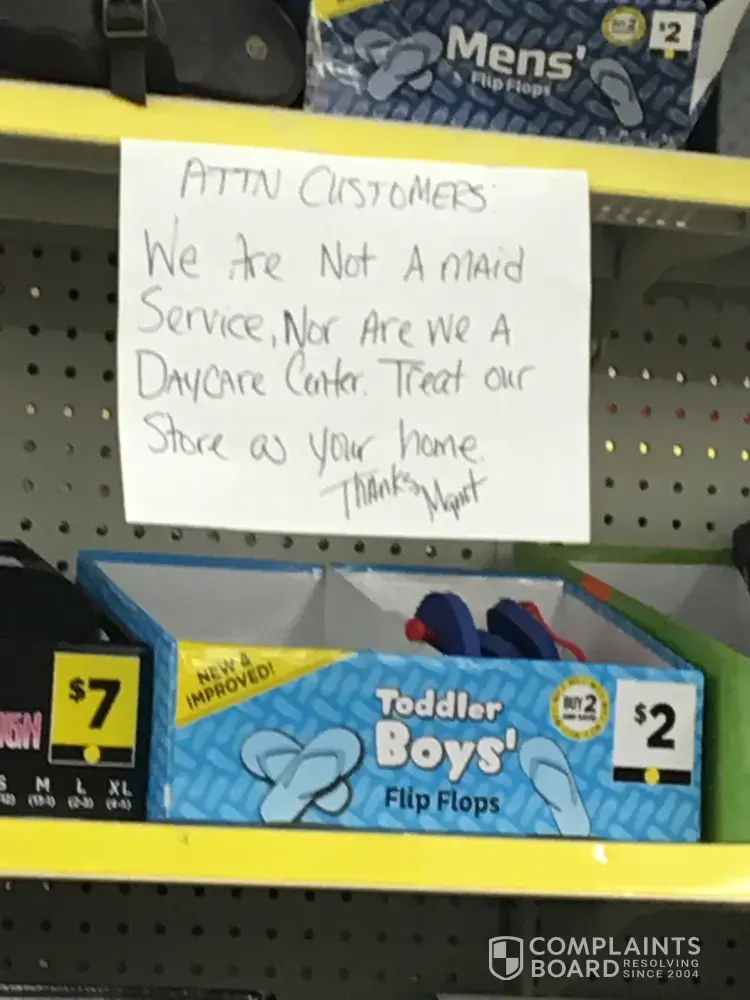 Mens'
Flip Flops
$2
ATTN CUSTOMERS:
We Are Not A mAid
Service, Nor Are We A
DAYCARE Center. Treat our
Store as your home.
Thanks, Mgmt
$7
M L XL
NEW &
IMPROVED!
Toddler
Boys'
Flip Flops
BUY 2
$2
COMPLAINTS
BOARD RESOLVING
SINCE 2004